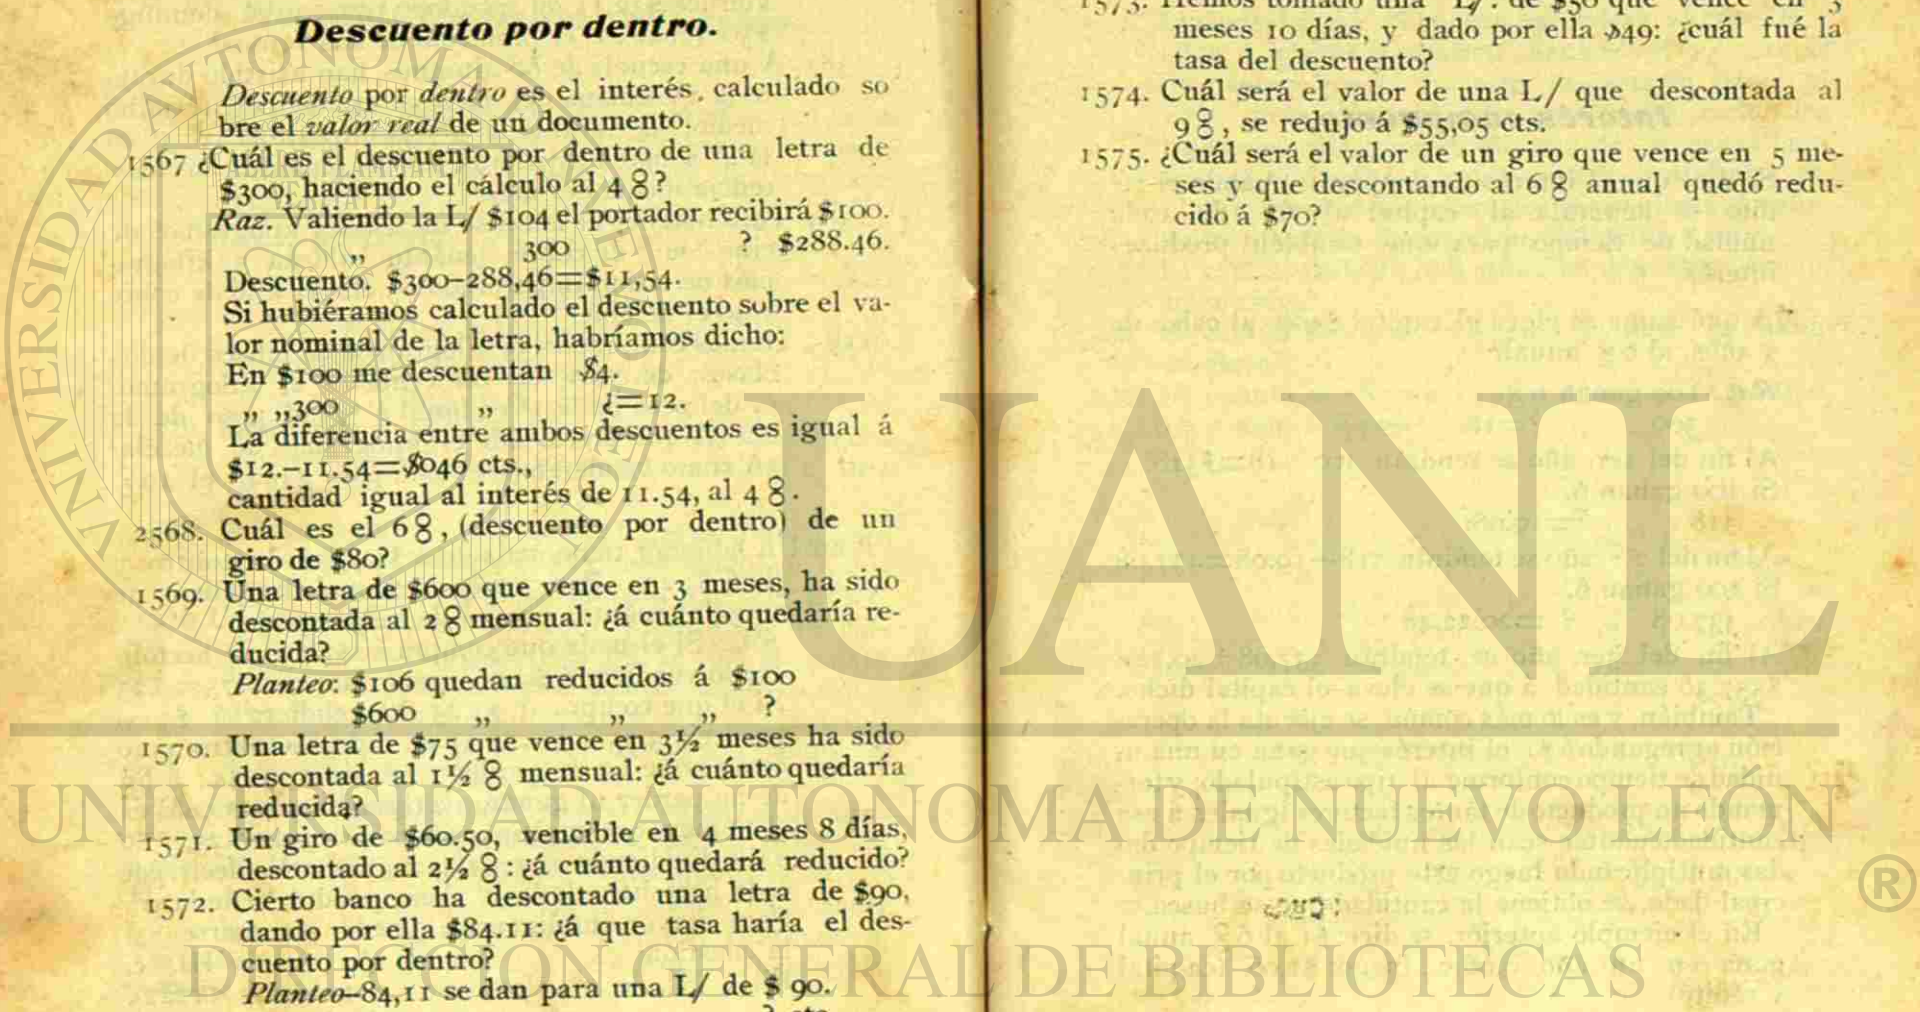 Descuento por dentro.
Descuento por dentro es el interés, calculado so
bre el valor real de un documento.
1567 ¿Cuál es el descuento por dentro de una letra de
$300, haciendo el cálculo al 4 %?
Raz. Valiendo la L/ $104 el portador recibirá $100.
„ 300 ? $288.46.
Descuento. $300–288,46=$11,54.
Si hubiéramos calculado el descuento sobre el va-
lor nominal de la letra, habríamos dicho:
En $100 me descuentan $4.
„ „300 „ ¿=12.
La diferencia entre ambos descuentos es igual á
$12.–11.54=$046 cts.,
cantidad igual al interés de 11.54, al 4 %.
2568. Cuál es el 6 %, (descuento por dentro) de un
giro de $80?
1569. Una letra de $600 que vence en 3 meses, ha sido
descontada al 2 % mensual: ¿á cuánto quedaría re-
ducida?
Planteo: $106 quedan reducidos á $100
$600 „ „ „ ?
1570. Una letra de $75 que vence en 3½ meses ha sido
descontada al 1½ % mensual: ¿á cuánto quedaría
reducida?
1571. Un giro de $60.50, vencible en 4 meses 8 días,
descontado al 2½ % : ¿á cuánto quedará reducido?
1572. Cierto banco ha descontado una letra de $90,
dando por ella $84.11: ¿á que tasa haría el des-
cuento por dentro?
Planteo–84,11 se dan para una L/ de $ 90.
1573. Hemos tomado una L/. de $50 que vence en 3
meses 10 días, y dado por ella $49: ¿cuál fué la
tasa del descuento?
1574. Cuál será el valor de una L/ que descontada al
9 %, se redujo á $55,05 cts.
1575. ¿Cuál será el valor de un giro que vence en 5 me-
ses y que descontando al 6 % anual quedó redu-
cido á $70?
UANL
UNIVERSIDAD AUTÓNOMA DE NUEVO LEÓN
®
DIRECCIÓN GENERAL DE BIBLIOTECAS